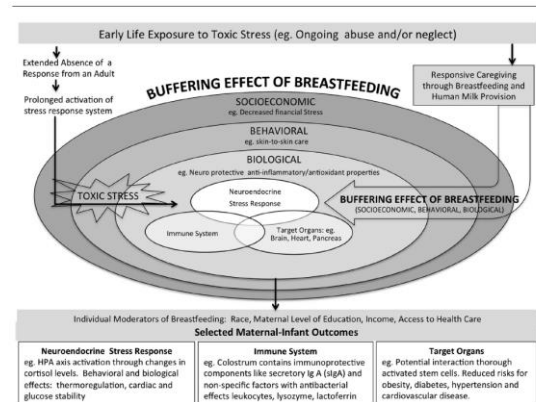 Early Life Exposure to Toxic Stress (eg. Ongoing abuse and/or neglect)
Extended Absence of a
Response from an Adult
Prolonged activation of
stress response system
BUFFERING EFFECT OF BREASTFEEDING
Responsive Caregiving
through Breastfeeding and
Human Milk Provision
SOCIOECONOMIC
eg. Decreased financial Stress
BEHAVIORAL
eg. skin-to-skin care
BIOLOGICAL
eg. Neuro protective anti-inflammatory/antioxidant properties
TOXIC STRESS
Neuroendocrine
Stress Response
BUFFERING EFFECT OF BREASTFEEDING
(SOCIOECONOMIC, BEHAVIORAL, BIOLOGICAL)
Immune System
Target Organs: eg.
Brain, Heart, Pancreas
Individual Moderators of Breastfeeding: Race, Maternal Level of Education, Income, Access to Health Care
Selected Maternal-Infant Outcomes
Neuroendocrine Stress Response
eg. HPA axis activation through changes in
cortisol levels. Behavioral and biological
effects: thermoregulation, cardiac and
glucose stability
Immune System
eg. Colostrum contains immunoprotective
components like secretory Ig A (sIgA) and
non-specific factors with antibacterial
effects leukocytes, lysozyme, lactoferrin
Target Organs
eg. Potential interaction thorough
activated stem cells. Reduced risks for
obesity, diabetes, hypertension and
cardiovascular disease.